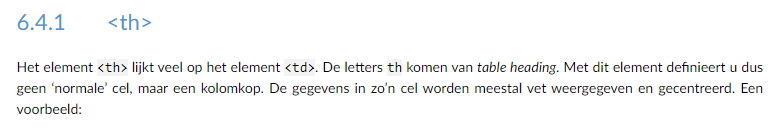 6.4.1 <th>
Het element <th> lijkt veel op het element <td>. De letters th komen van table heading. Met dit element definieert u dus
geen ‘normale’ cel, maar een kolomkop. De gegevens in zo’n cel worden meestal vet weergegeven en gecentreerd. Een
voorbeeld: